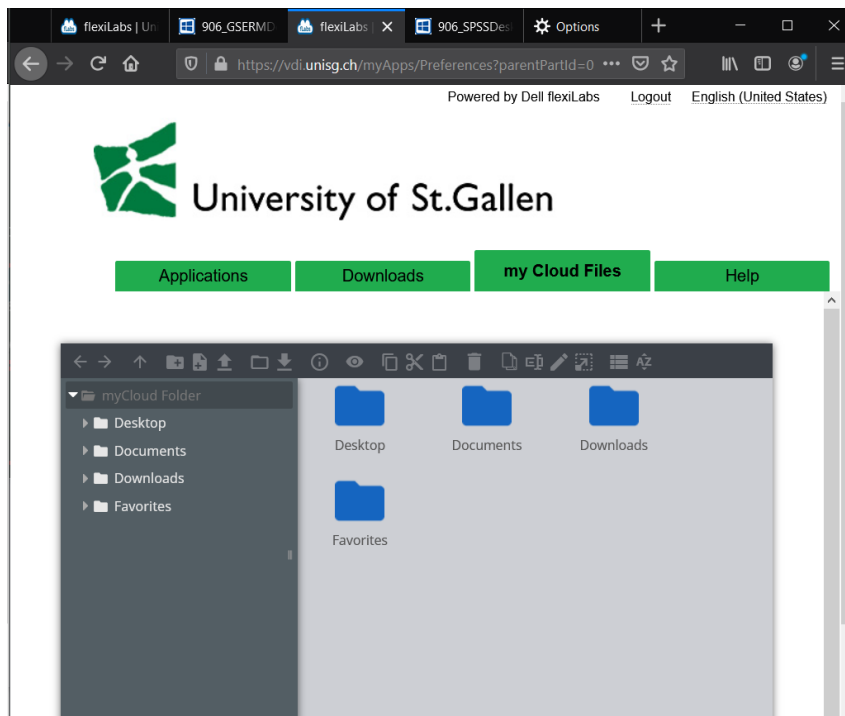 flexiLabs | Uni
906_GSERMD
flexiLabs |
906_SPSSDesl
Options
https://vdi.unisg.ch/myApps/Preferences?parentPartId=0
Powered by Dell flexiLabs Logout English (United States)
University of St.Gallen
Applications Downloads my Cloud Files Help
myCloud Folder
Desktop
Documents
Downloads
Favorites
Desktop Documents Downloads
Favorites